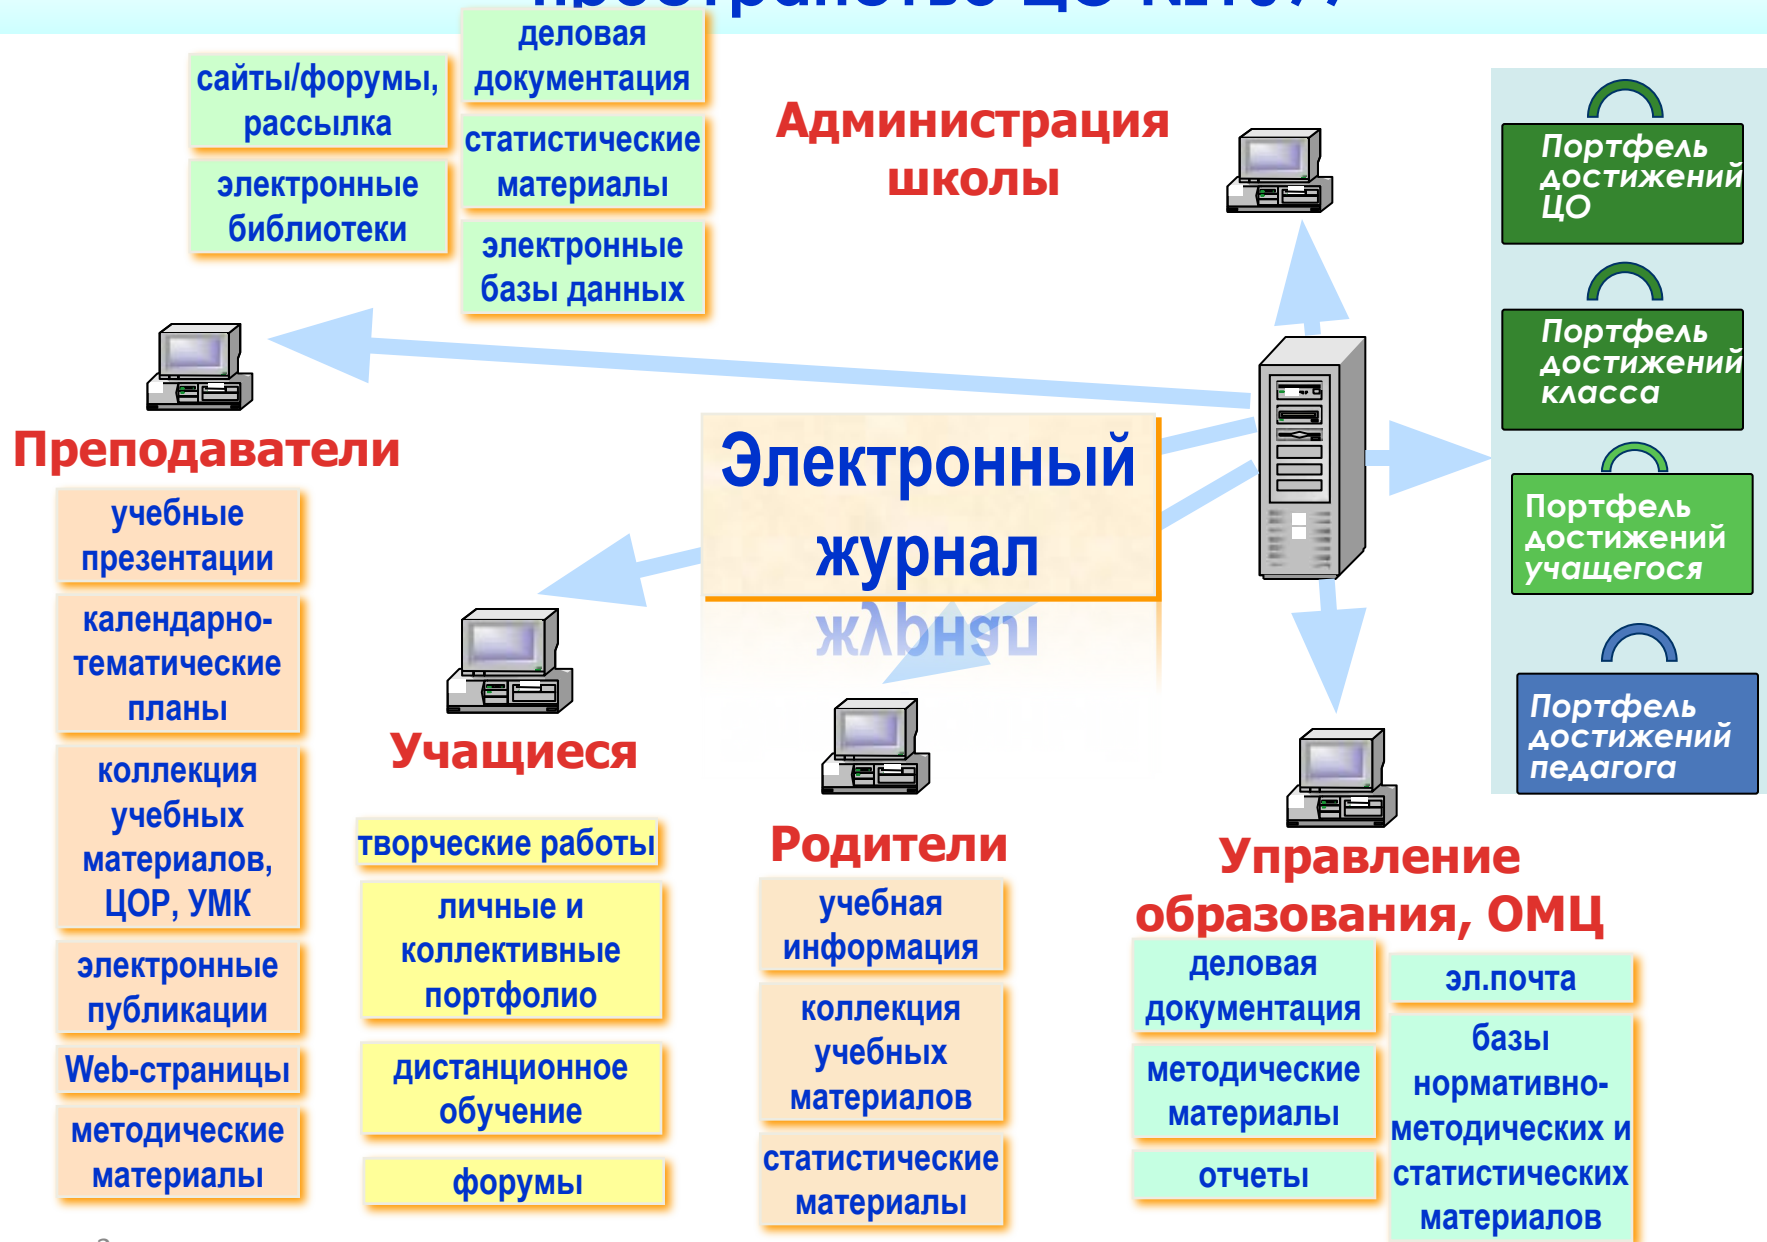 пространство ЦО №1099
деловая
документация
сайты/форумы,
рассылка
статистические
материалы
электронные
библиотеки
электронные
базы данных
Администрация
школы
Портфель
достижений
ЦО
Портфель
достижений
класса
Портфель
достижений
учащегося
Портфель
достижений
педагога
Электронный
журнал
Преподаватели
учебные
презентации
календарно-
тематические
планы
коллекция
учебных
материалов,
ЦОР, УМК
электронные
публикации
Web-страницы
методические
материалы
Учащиеся
творческие работы
личные и
коллективные
портфолио
дистанционное
обучение
форумы
Родители
учебная
информация
коллекция
учебных
материалов
статистические
материалы
Управление
образования, ОМЦ
деловая
документация
методические
материалы
отчеты
эл.почта
базы
нормативно-
методических и
статистических
материалов